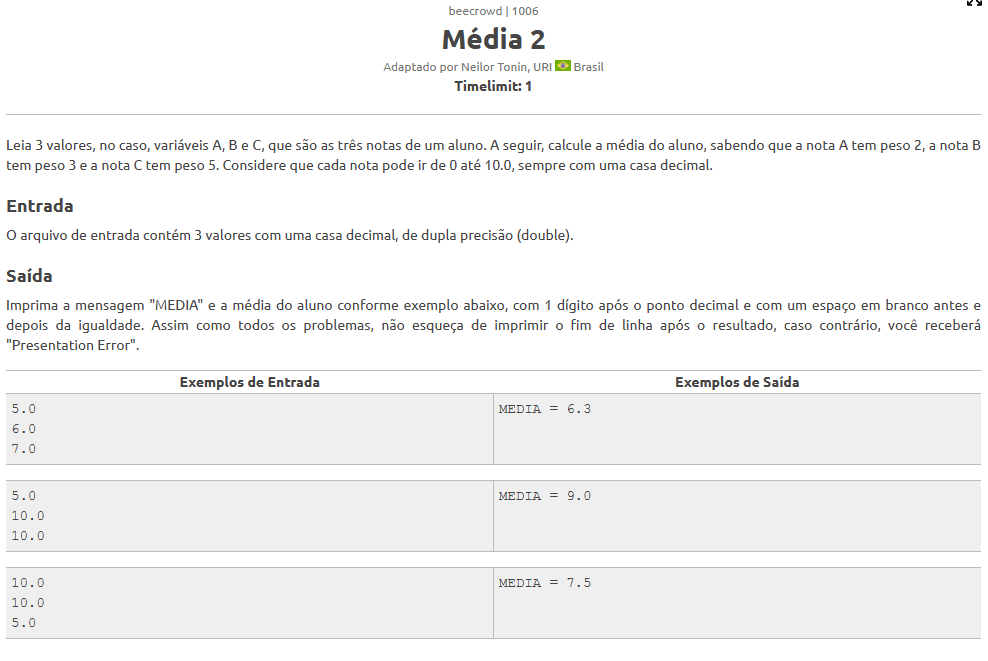 beecrowd | 1006
Média 2
Adaptado por Neilor Tonin, URI Brasil
Timelimit: 1
Leia 3 valores, no caso, variáveis A, B e C, que são as três notas de um aluno. A seguir, calcule a média do aluno, sabendo que a nota A tem peso 2, a nota B
tem peso 3 e a nota C tem peso 5. Considere que cada nota pode ir de 0 até 10.0, sempre com uma casa decimal.
Entrada
O arquivo de entrada contém 3 valores com uma casa decimal, de dupla precisão (double).
Saída
Imprima a mensagem "MEDIA" e a média do aluno conforme exemplo abaixo, com 1 dígito após o ponto decimal e com um espaço em branco antes e
depois da igualdade. Assim como todos os problemas, não esqueça de imprimir o fim de linha após o resultado, caso contrário, você receberá
"Presentation Error".
Exemplos de Entrada Exemplos de Saída
5.0 MEDIA = 6.3
6.0
7.0
5.0 MEDIA = 9.0
10.0
10.0
10.0 MEDIA = 7.5
10.0
5.0